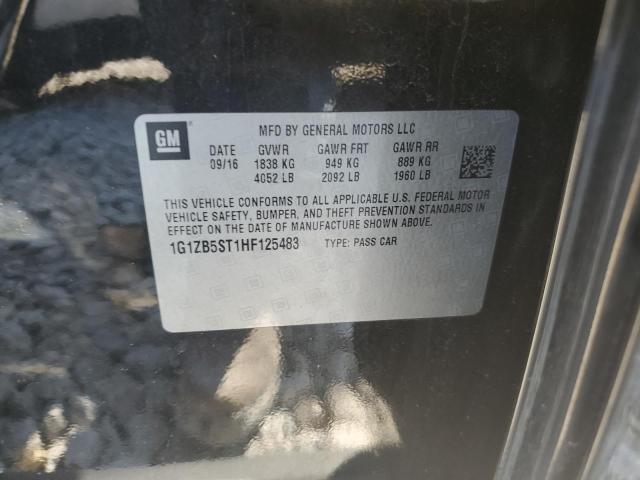 GM
MFD BY GENERAL MOTORS LLC
DATE GVWR GAWR FRT GAWR RR
09/16 1838 KG 949 KG 889 KG
4052 LB 2092 LB 1960 LB
THIS VEHICLE CONFORMS TO ALL APPLICABLE U.S. FEDERAL MOTOR
VEHICLE SAFETY, BUMPER, AND THEFT PREVENTION STANDARDS IN
EFFECT ON THE DATE OF MANUFACTURE SHOWN ABOVE.
1G1ZB5ST1HF125483 TYPE: PASS CAR